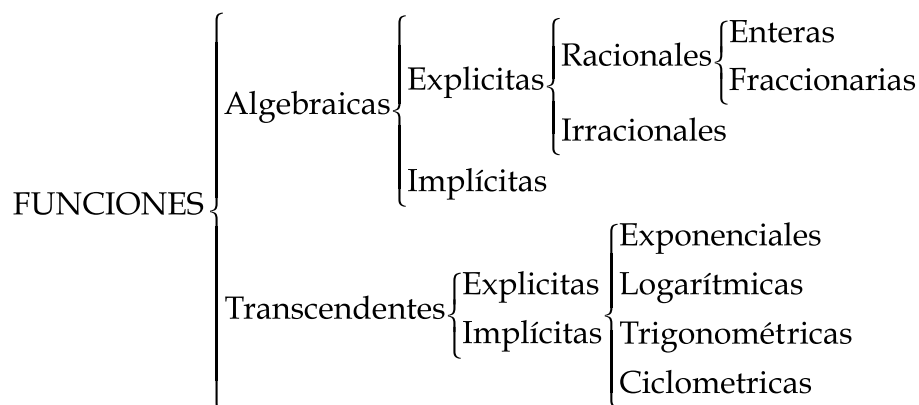 FUNCIONES
Algebraicas
Explicitas
Racionales
Enteras
Fraccionarias
Irracionales
Implícitas
Transcendentes
Explicitas
Implícitas
Exponenciales
Logarítmicas
Trigonométricas
Ciclometricas